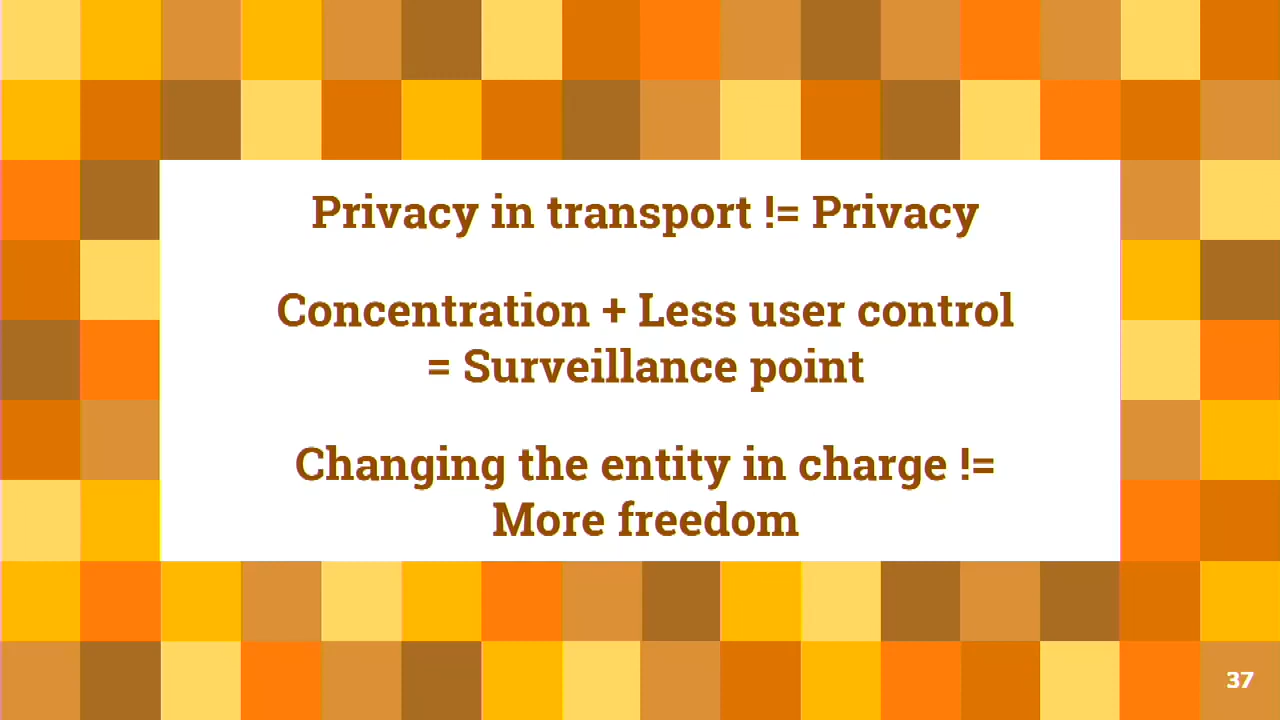 Privacy in transport != Privacy
Concentration + Less user control
= Surveillance point
Changing the entity in charge !=
More freedom
37